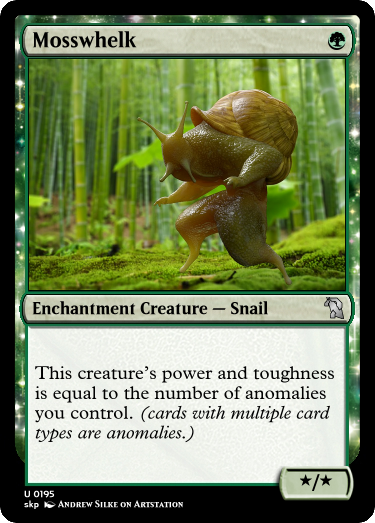 Mosswhelk
Enchantment Creature — Snail
This creature's power and toughness
is equal to the number of anomalies
you control. (cards with multiple card
types are anomalies.)
★/★
U 0195
skp Andrew Silke on Artstation